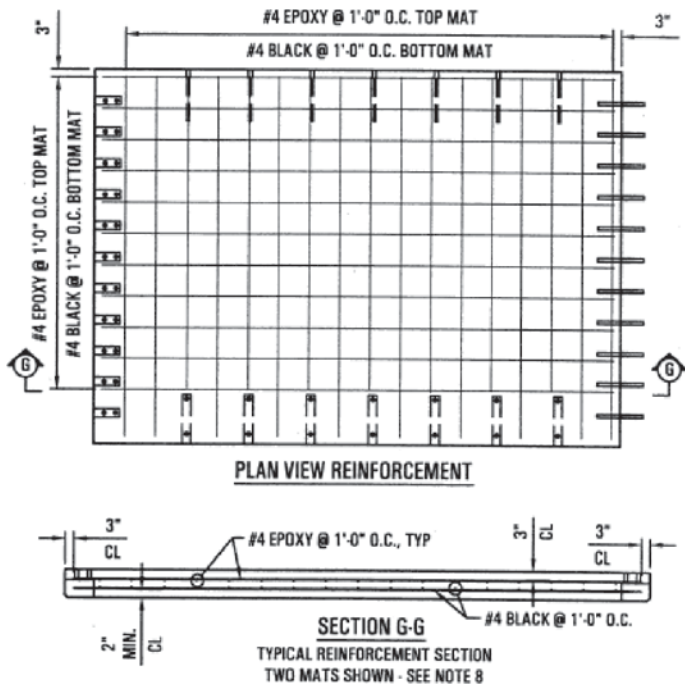 #4 EPOXY @ 1'-0" O.C. TOP MAT
3"
3"
#4 BLACK @ 1'-0" O.C. BOTTOM MAT
#4 EPOXY @ 1'-0" O.C. TOP MAT
#4 BLACK @ 1'-0" O.C. BOTTOM MAT
G
G
PLAN VIEW REINFORCEMENT
3"
CL
#4 EPOXY @ 1'-0" O.C., TYP
3"
CL
3"
CL
2"
MIN.
CL
SECTION G-G
#4 BLACK @ 1'-0" O.C.
TYPICAL REINFORCEMENT SECTION
TWO MATS SHOWN - SEE NOTE 8